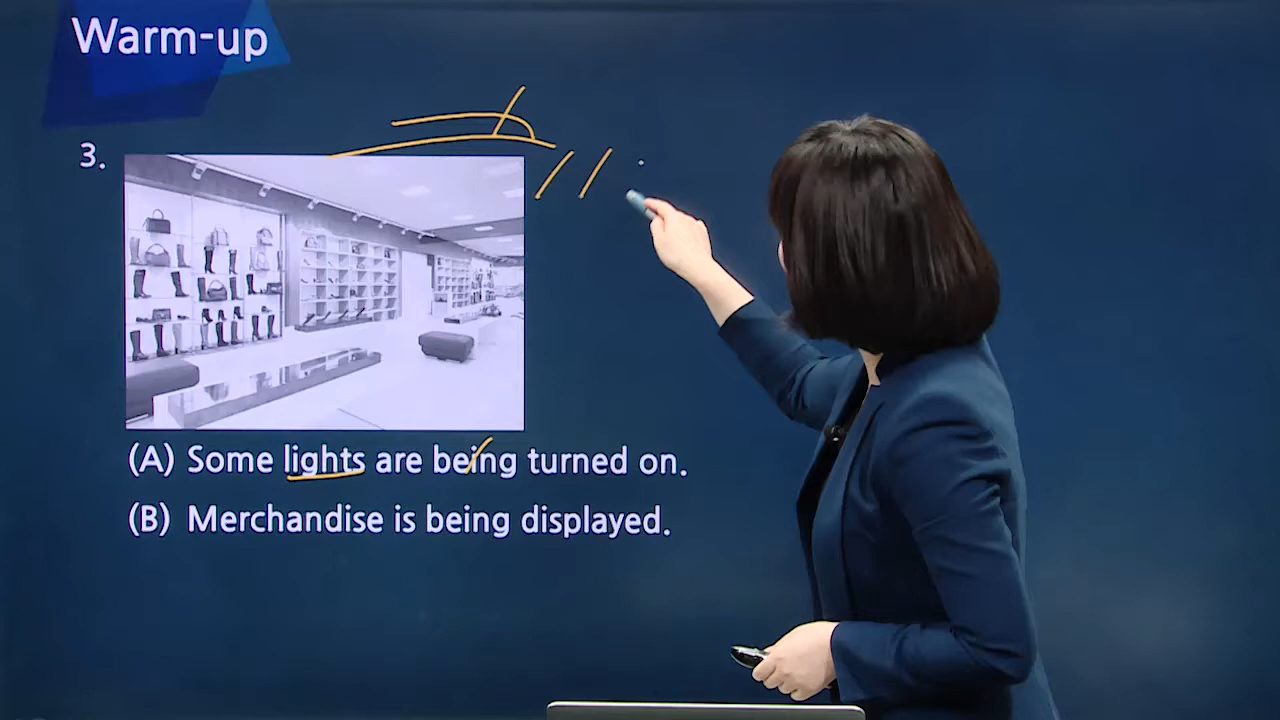 Warm-up
3.
(A) Some lights are being turned on.
(B) Merchandise is being displayed.